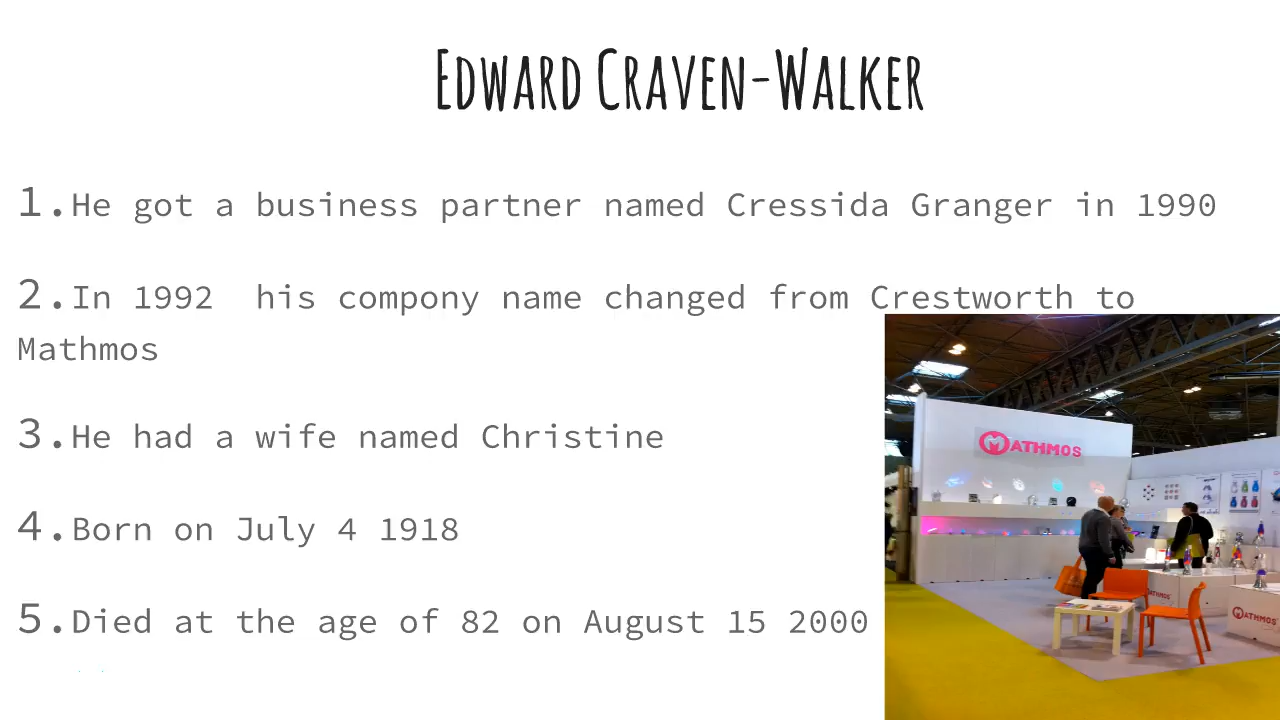 Edward Craven-Walker
1.He got a business partner named Cressida Granger in 1990
2.In 1992  his compony name changed from Crestworth to
Mathmos
3.He had a wife named Christine
4.Born on July 4 1918
5.Died at the age of 82 on August 15 2000
MATHMOS
MATHMOS
MATHMOS